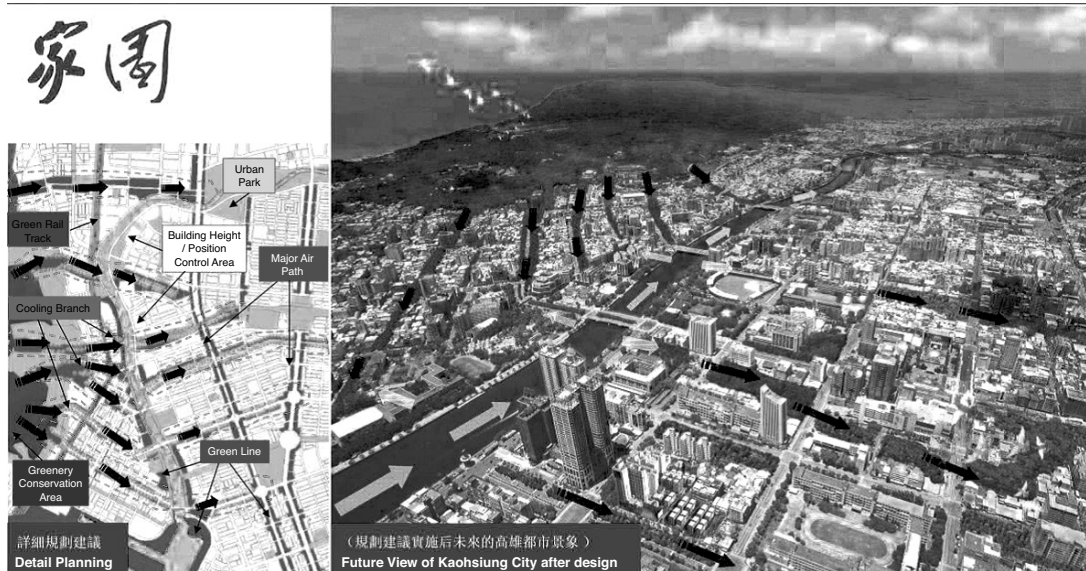 家園
Urban
Park
Green Rail
Track
Building Height
/ Position
Control Area
Major Air
Path
Cooling Branch
Green Line
Greenery
Conservation
Area
詳細規劃建議
Detail Planning
（規劃建議實施后未來的高雄都市景象 ）
Future View of Kaohsiung City after design